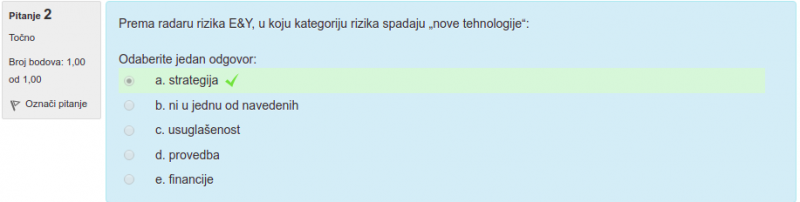 Pitanje 2
Točno
Broj bodova: 1,00
od 1,00
Označi pitanje
Prema radaru rizika E&Y, u koju kategoriju rizika spadaju „nove tehnologije“:
Odaberite jedan odgovor:
a. strategija
b. ni u jednu od navedenih
c. usuglašenost
d. provedba
e. financije